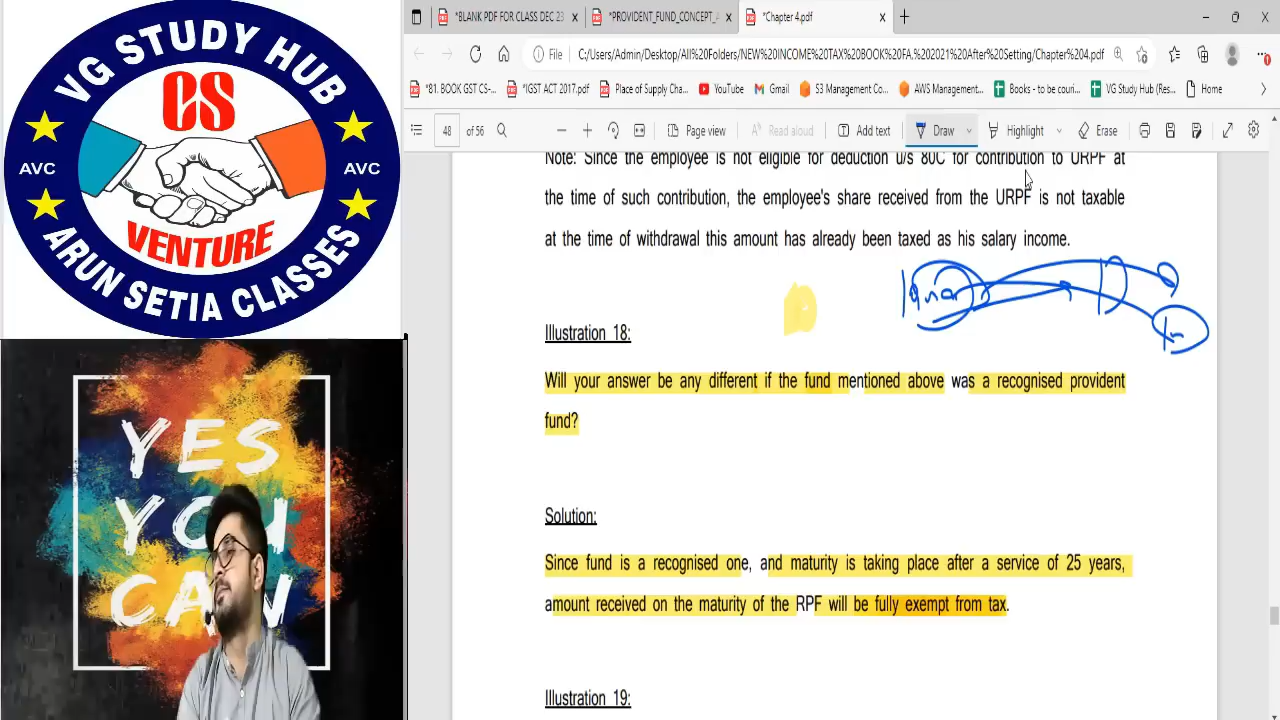 VG STUDY HUB
CS
AVC
AVC
VENTURE
ARUN SETIA CLASSES
YES
YOU
CAN
*BLANK PDF FOR CLASS DEC 23
*PROVIDENT_FUND_CONCEPT_
*Chapter 4.pdf
File
C:/Users/Admin/Desktop/All%20Folders/NEW%20INCOME%20TAX%20BOOK%20FA,%202021%20After%20Setting/Chapter%204.pdf
*81. BOOK GST CS-...
*IGST ACT 2017.pdf
Place of Supply Cha...
YouTube
Gmail
S3 Management Co...
AWS Management...
Books - to be couri...
VG Study Hub (Res...
Home
48 of 56
Page view
Read aloud
Add text
Draw
Highlight
Erase
Note: Since the employee is not eligible for deduction u/s 80C for contribution to URPF at
the time of such contribution, the employee's share received from the URPF is not taxable
at the time of withdrawal this amount has already been taxed as his salary income.
Illustration 18:
Will your answer be any different if the fund mentioned above was a recognised provident
fund?
Solution:
Since fund is a recognised one, and maturity is taking place after a service of 25 years,
amount received on the maturity of the RPF will be fully exempt from tax.
Illustration 19: